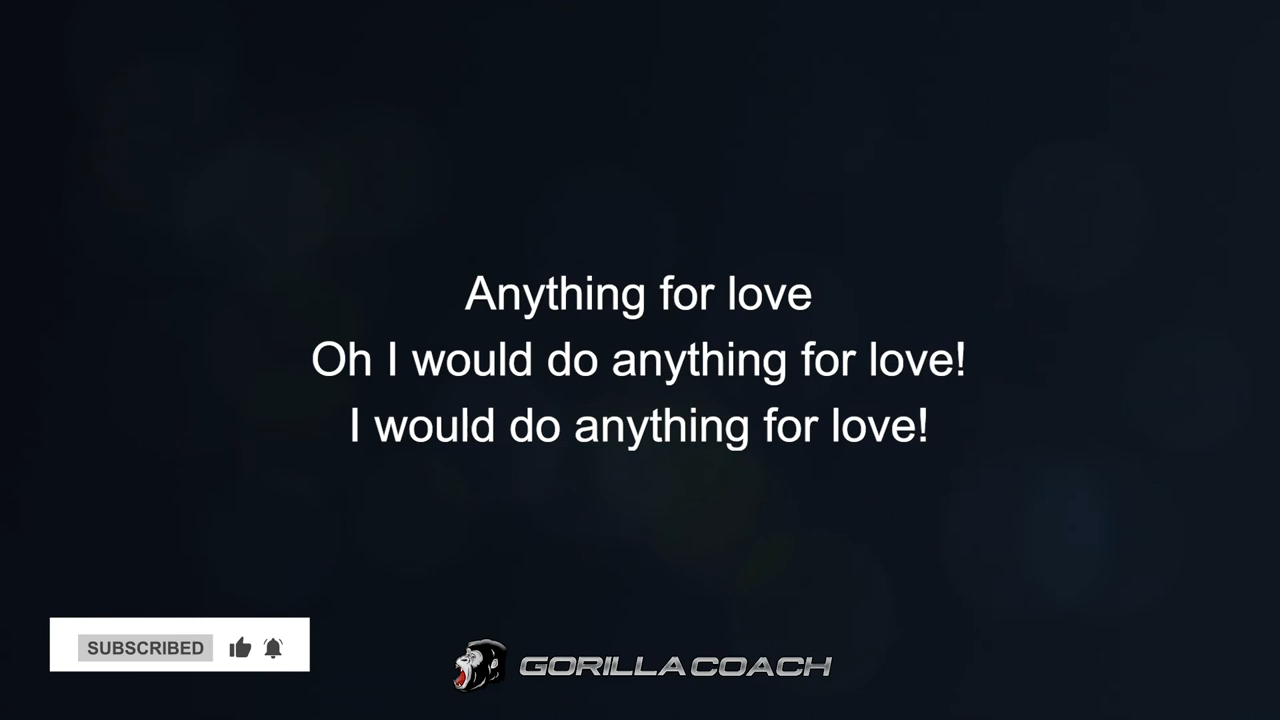 Anything for love
Oh I would do anything for love!
I would do anything for love!
SUBSCRIBED
GORILLACOACH